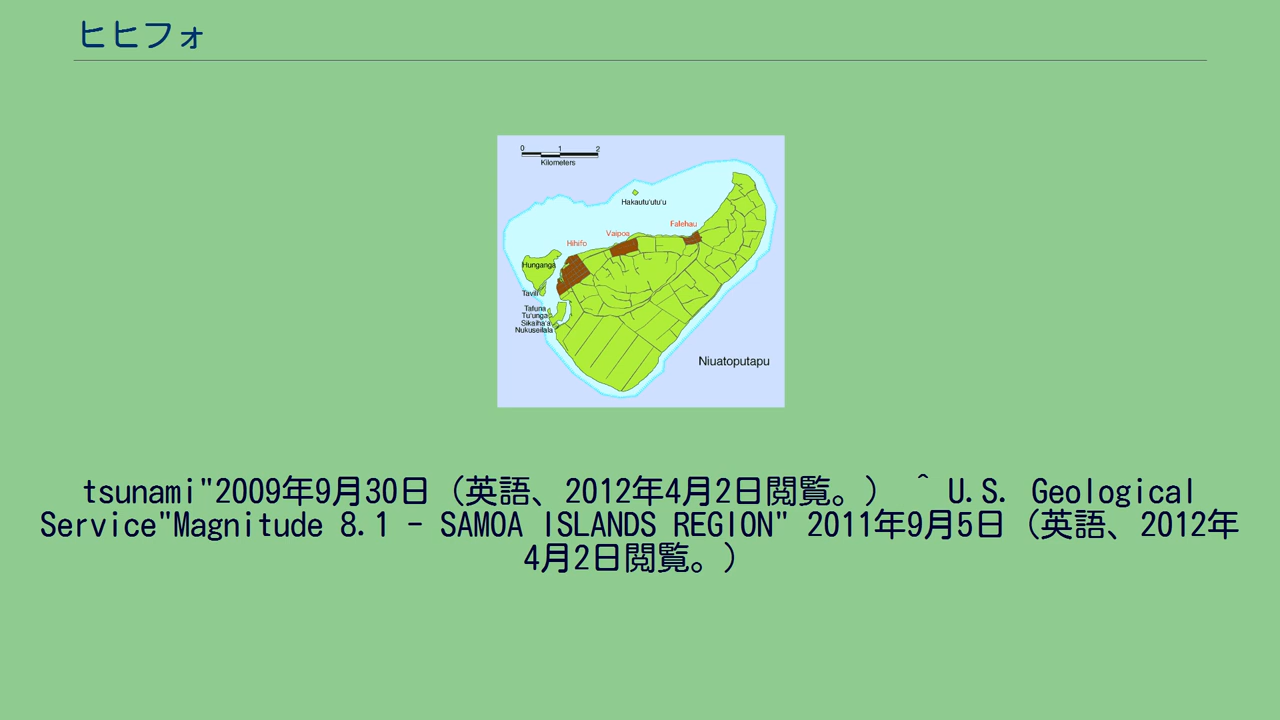 ヒヒフォ
0 1 2
Kilometers
Hakautu'utu'u
Falehau
Vaipoa
Hihifo
Hunganga
Tavili
Tafuna
Tu'unga
Sikaiha'a
Nukuseilala
Niuatoputapu
tsunami"2009年9月30日（英語、2012年4月2日閲覧。） ^ U.S. Geological
Service"Magnitude 8.1 - SAMOA ISLANDS REGION" 2011年9月5日（英語、2012年
4月2日閲覧。）